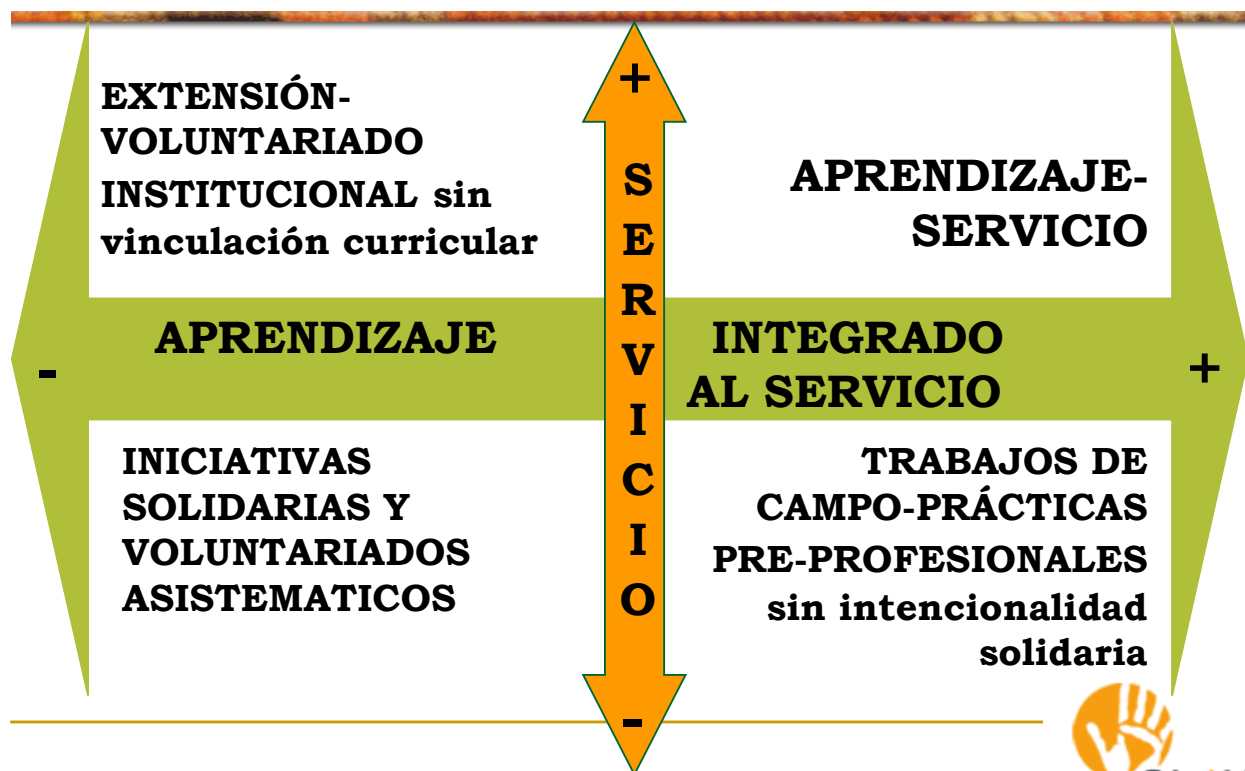 EXTENSIÓN-
VOLUNTARIADO
INSTITUCIONAL sin
vinculación curricular
+
S
E
R
V
I
C
I
O
-
APRENDIZAJE-
SERVICIO
-
APRENDIZAJE
INTEGRADO
AL SERVICIO
+
INICIATIVAS
SOLIDARIAS Y
VOLUNTARIADOS
ASISTEMATICOS
TRABAJOS DE
CAMPO-PRÁCTICAS
PRE-PROFESIONALES
sin intencionalidad
solidaria